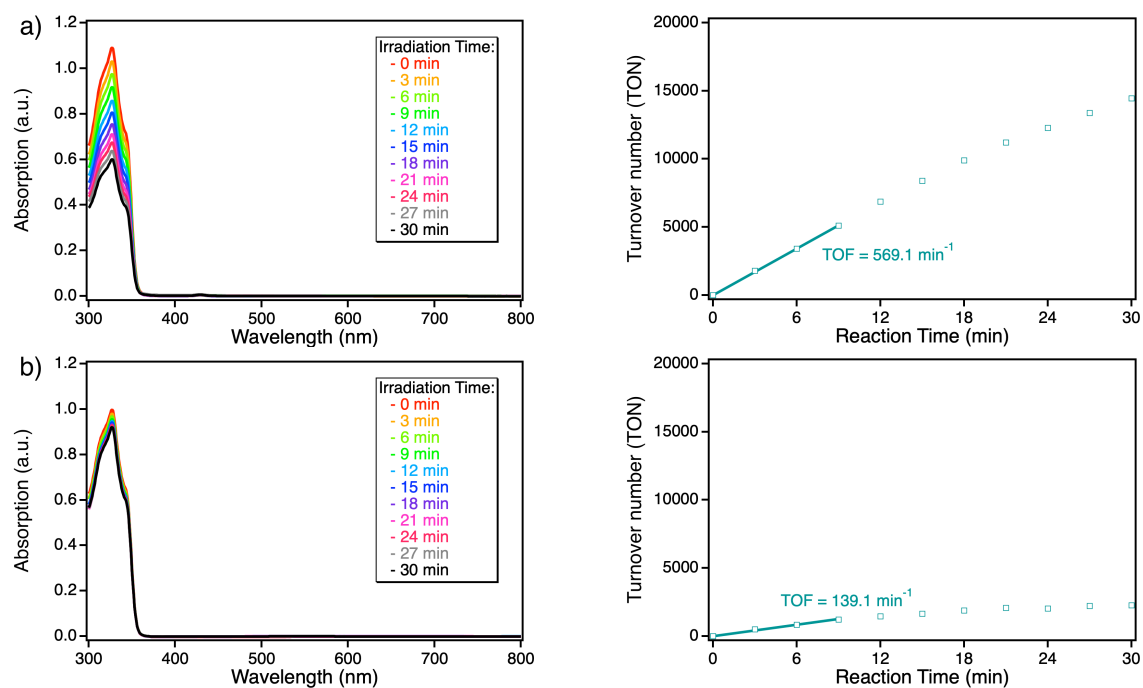 a)
1.2
1.0
0.8
0.6
0.4
0.2
0.0
Absorption (a.u.)
300 400 500 600 700 800
Wavelength (nm)
Irradiation Time:
- 0 min
- 3 min
- 6 min
- 9 min
- 12 min
- 15 min
- 18 min
- 21 min
- 24 min
- 27 min
- 30 min
20000
15000
10000
5000
0
Turnover number (TON)
TOF = 569.1 min⁻¹
0 6 12 18 24 30
Reaction Time (min)
b)
1.2
1.0
0.8
0.6
0.4
0.2
0.0
Absorption (a.u.)
300 400 500 600 700 800
Wavelength (nm)
Irradiation Time:
- 0 min
- 3 min
- 6 min
- 9 min
- 12 min
- 15 min
- 18 min
- 21 min
- 24 min
- 27 min
- 30 min
20000
15000
10000
5000
0
Turnover number (TON)
TOF = 139.1 min⁻¹
0 6 12 18 24 30
Reaction Time (min)